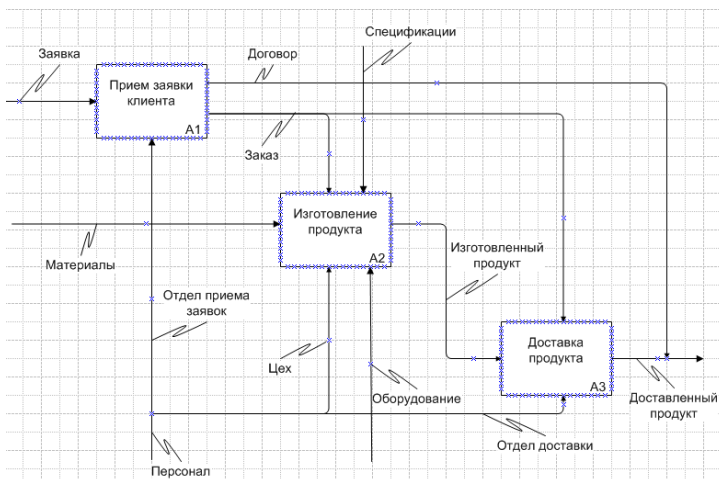 Спецификации
Заявка
Договор
Прием заявки
клиента
A1
Заказ
Изготовление
продукта
A2
Материалы
Изготовленный
продукт
Отдел приема
заявок
Доставка
продукта
A3
Цех
Оборудование
Доставленный
продукт
Отдел доставки
Персонал